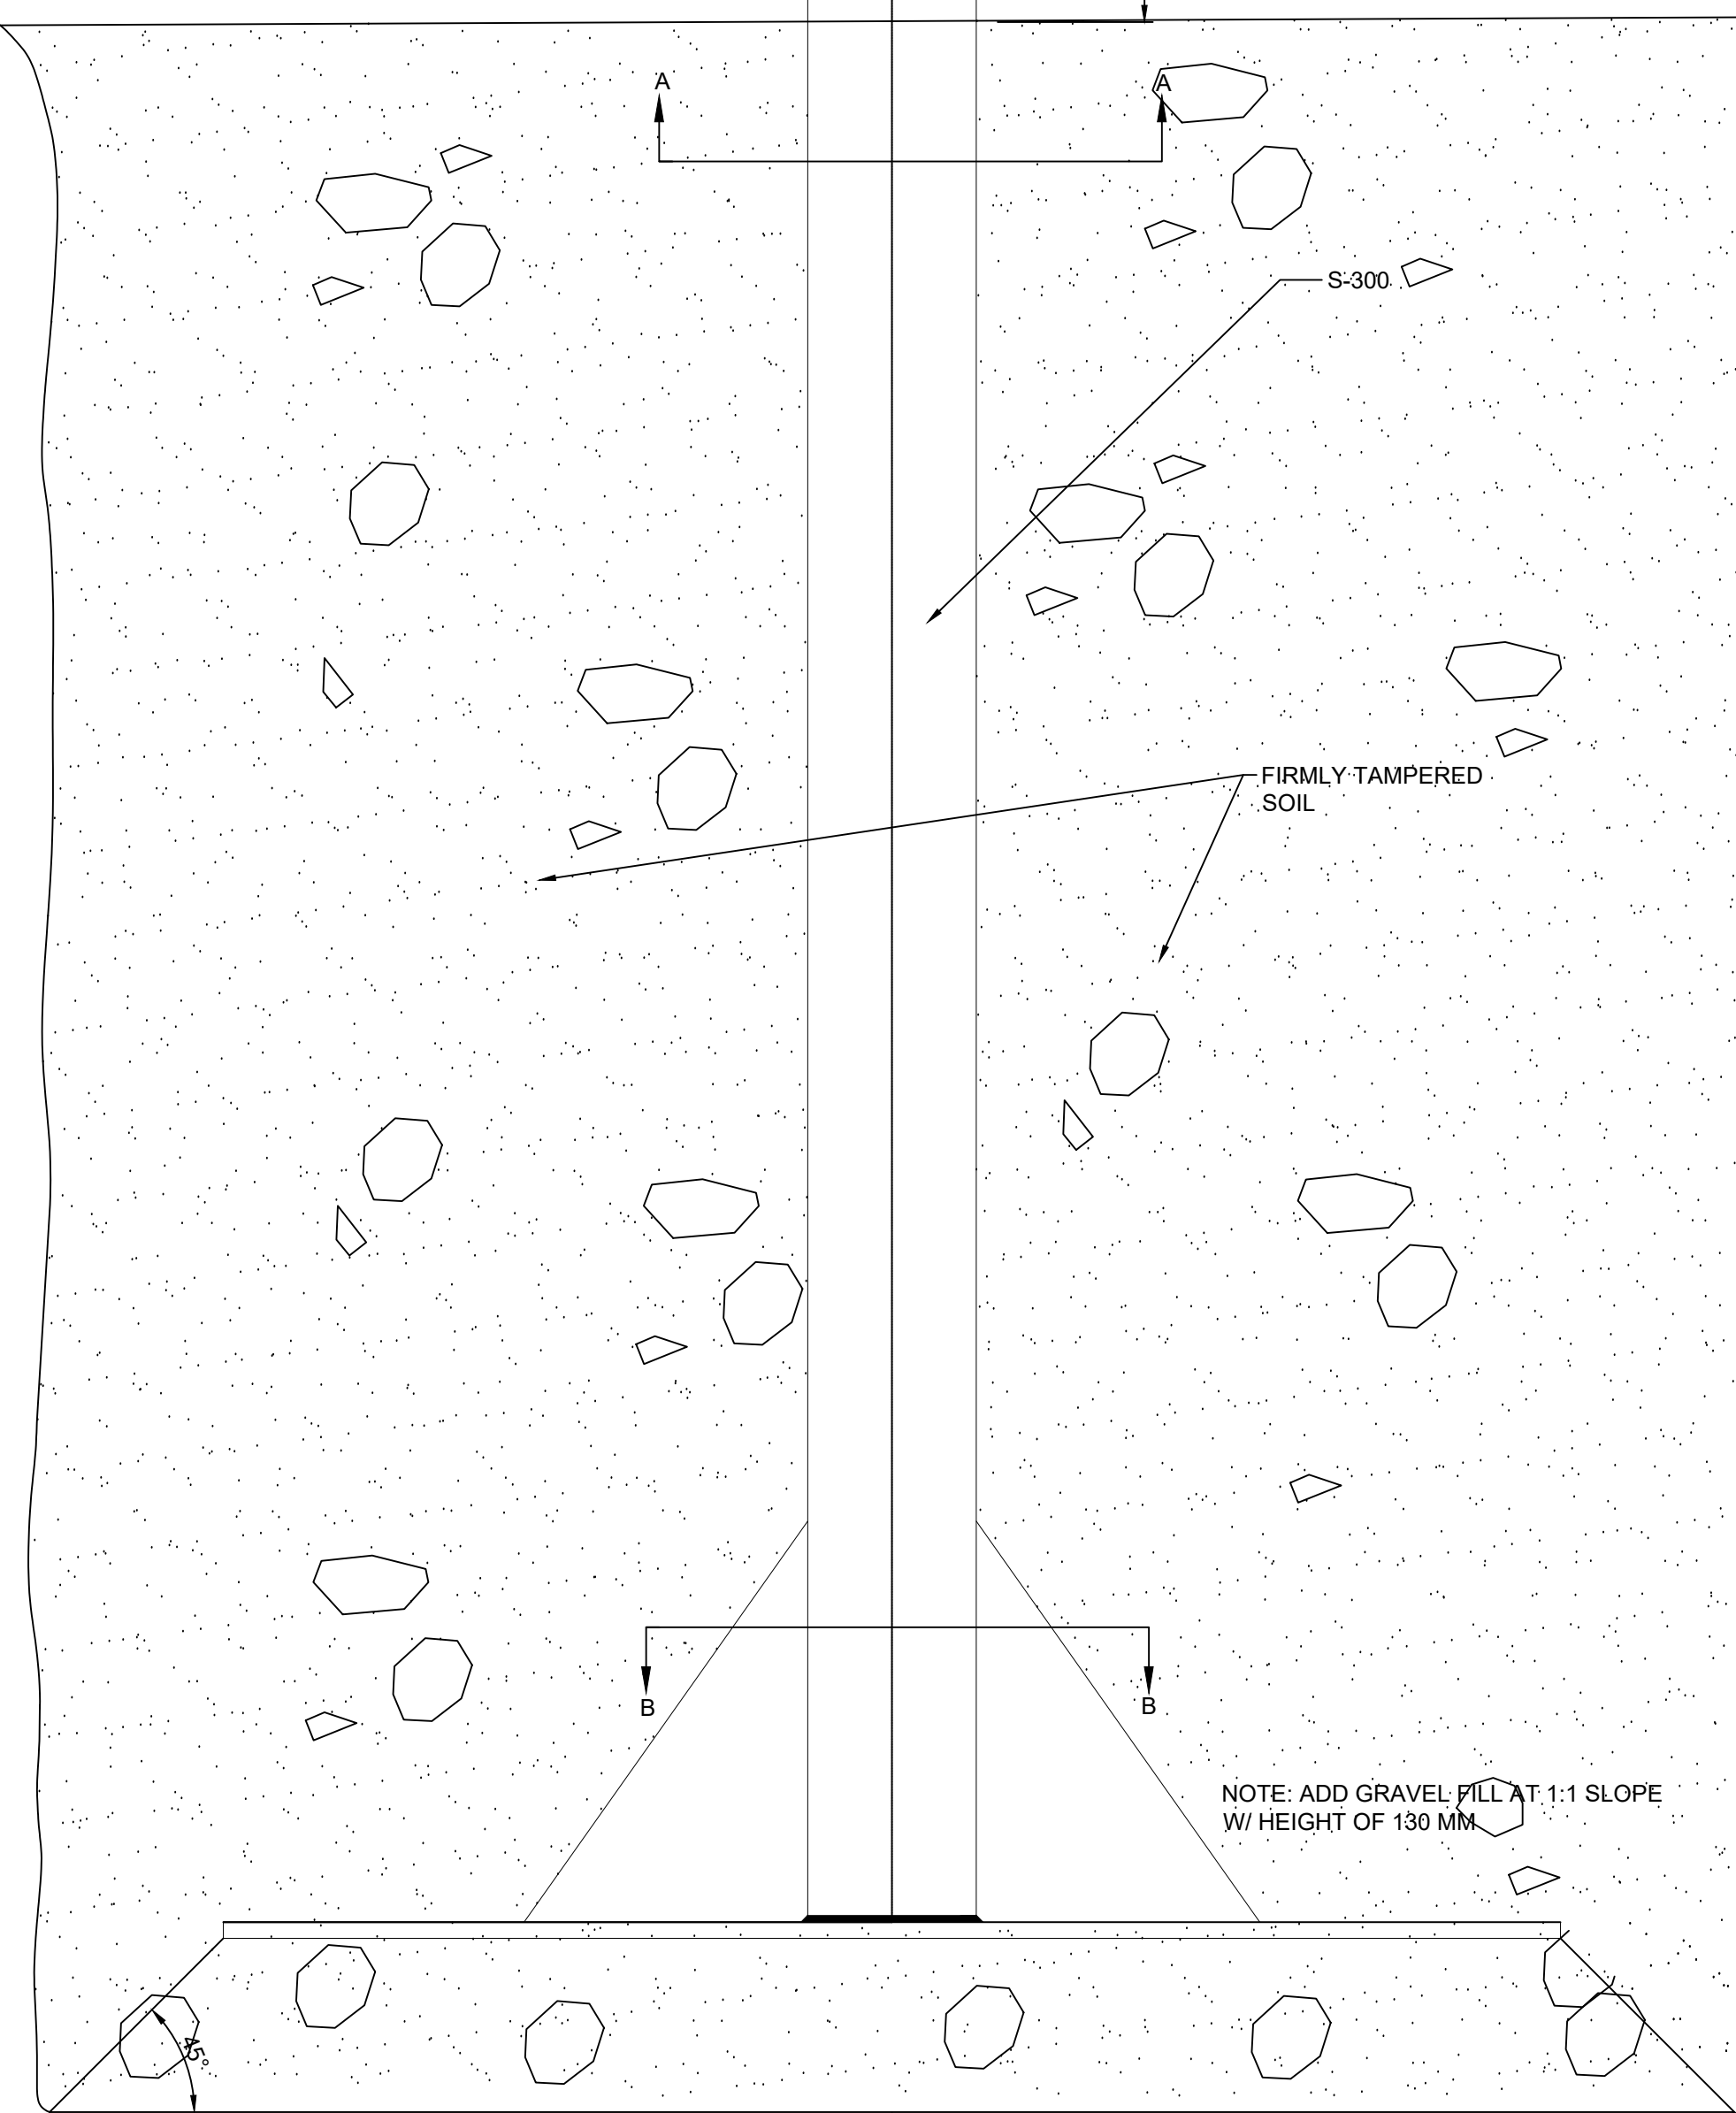 A A
S-300
FIRMLY TAMPERED
SOIL
B B
NOTE: ADD GRAVEL FILL AT 1:1 SLOPE
W/ HEIGHT OF 130 MM
45°